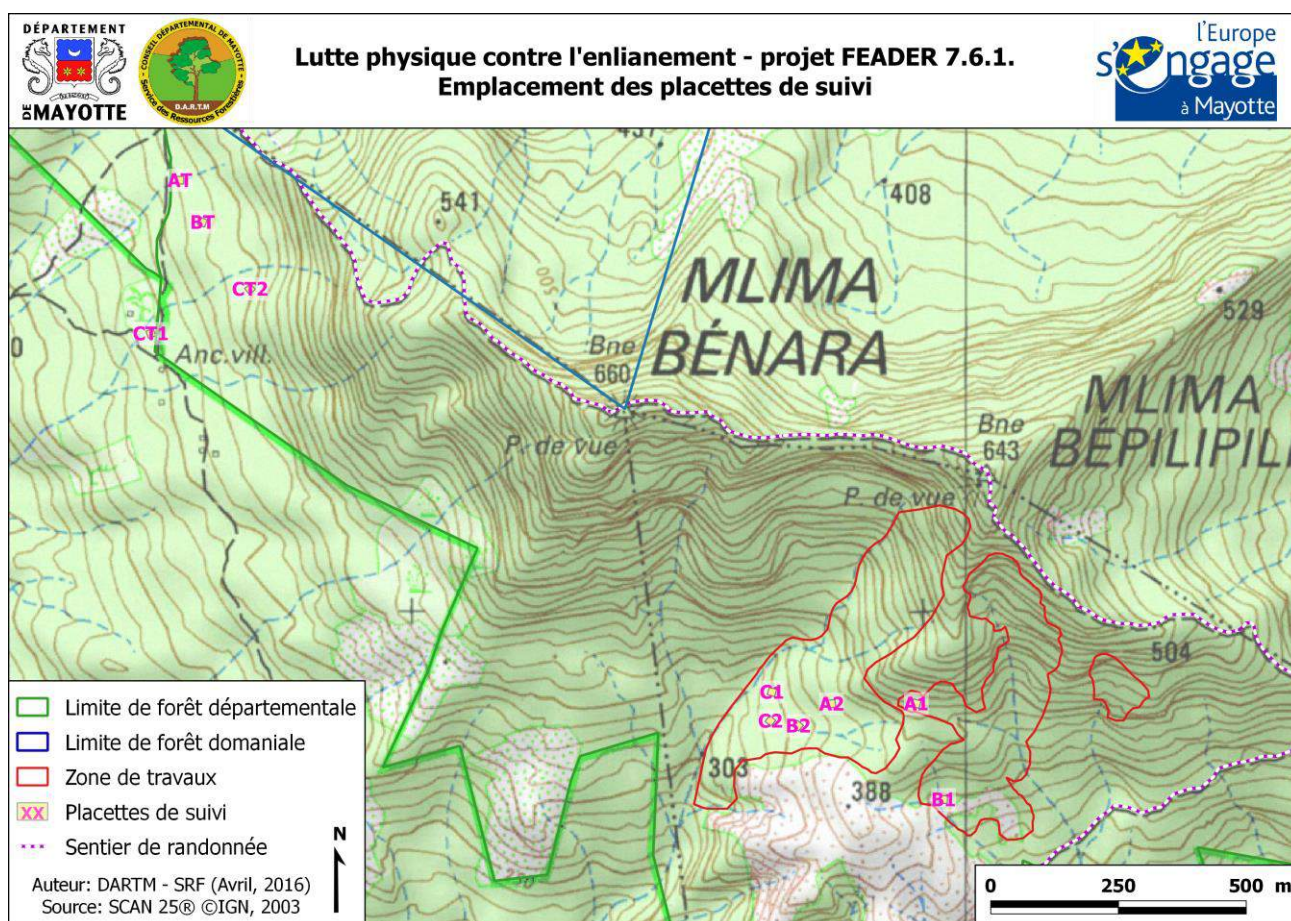 DÉPARTEMENT
DE MAYOTTE
CONSEIL DÉPARTEMENTAL DE MAYOTTE
D.A.R.T.M
Service des Ressources Forestières
Lutte physique contre l'enlianement - projet FEADER 7.6.1.
Emplacement des placettes de suivi
l'Europe
s'engage
à Mayotte
437
AT
408
BT
541
CT2
500
MLIMA
BÉNARA
529
CT1
0
Anc. vill.
Bne
660
MLIMA
BÉPILIPILI
Bne
643
P. de vue
P. de vue
504
C1
A2
A1
C2
B2
303
388
B1
Limite de forêt départementale
Limite de forêt domaniale
Zone de travaux
XX Placettes de suivi
Sentier de randonnée
N
Auteur: DARTM - SRF (Avril, 2016)
Source: SCAN 25® ©IGN, 2003
0 250 500 m